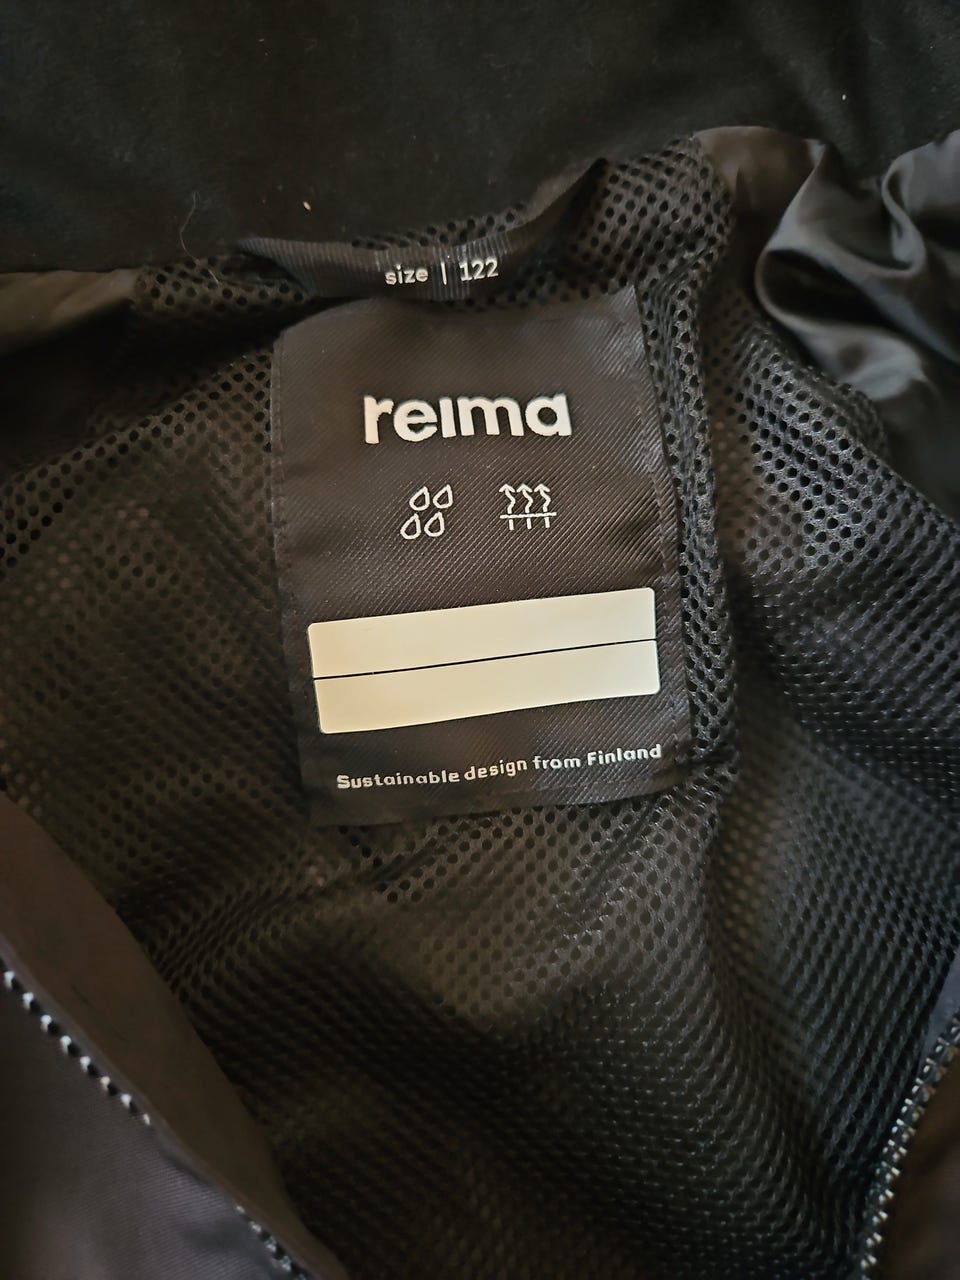 size | 122
reima
Sustainable design from Finland